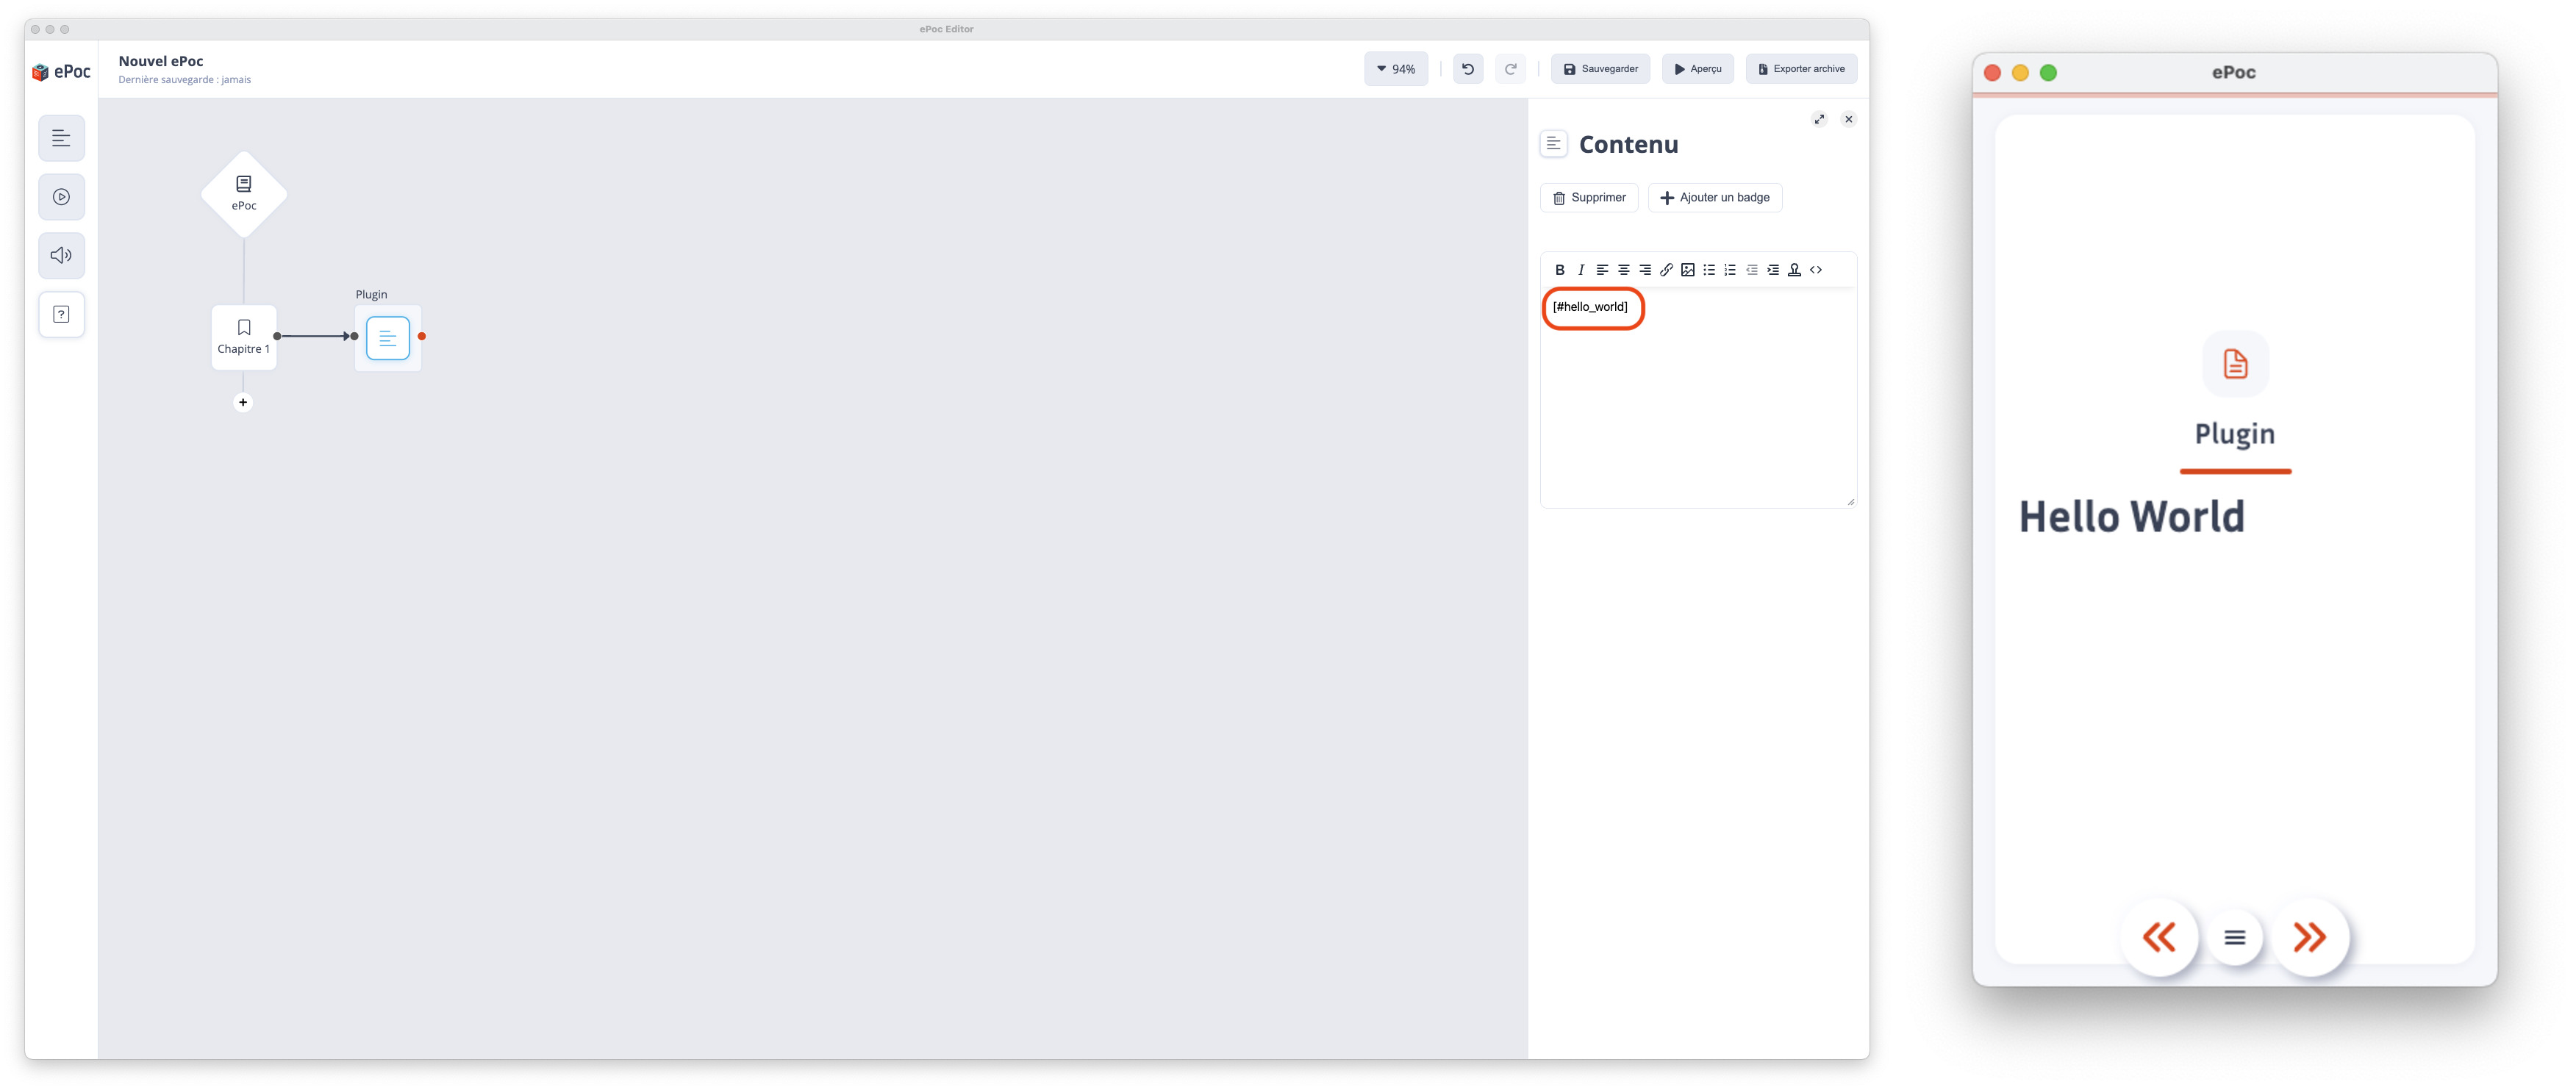 ePoc Editor
ePoc
Nouvel ePoc
Dernière sauvegarde : jamais
94%
Sauvegarder
Aperçu
Exporter archive
ePoc
Chapitre 1
Plugin
Contenu
Supprimer
Ajouter un badge
B I
[#hello_world]
ePoc
Plugin
Hello World